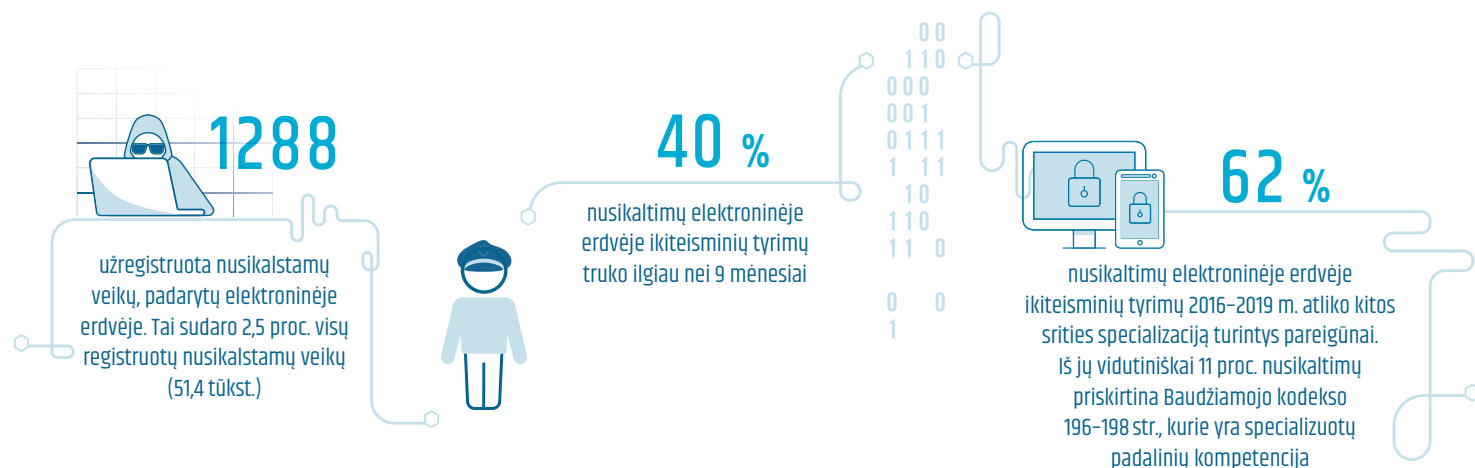 1288
užregistruota nusikalstamų
veikų, padarytų elektroninėje
erdvėje. Tai sudaro 2,5 proc. visų
registruotų nusikalstamų veikų
(51,4 tūkst.)
40 %
nusikaltimų elektroninėje
erdvėje ikiteisminių tyrimų
truko ilgiau nei 9 mėnesiai
00
110
000
001
0111
1 11
10
110
11 0
0 0
1
62 %
nusikaltimų elektroninėje erdvėje
ikiteisminių tyrimų 2016–2019 m. atliko kitos
srities specializaciją turintys pareigūnai.
Iš jų vidutiniškai 11 proc. nusikaltimų
priskirtina Baudžiamojo kodekso
196–198 str., kurie yra specializuotų
padalinių kompetencija